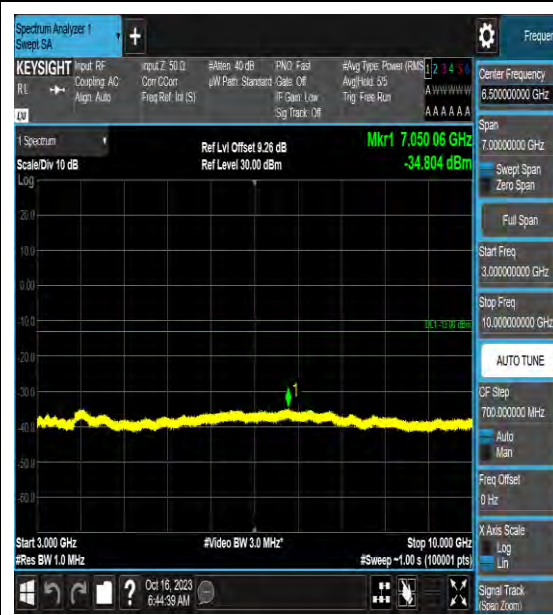 Spectrum Analyzer 1
Swept SA
+
Frequen
KEYSIGHT
RL
Input: RF
Coupling: AC
Align: Auto
Input Z: 50 Ω
Corr CCorr
Freq Ref: Int (S)
#Atten: 40 dB
µW Path: Standard
PNO: Fast
Gate: Off
IF Gain: Low
Sig Track: Off
#Avg Type: Power (RMS
Avg|Hold: 5/5
Trig: Free Run
1 2 3 4 5 6
A W W W W W
A A A A A A
LV
1 Spectrum
Scale/Div 10 dB
Log
Ref Lvl Offset 9.26 dB
Ref Level 30.00 dBm
Mkr1 7.050 06 GHz
-34.804 dBm
20.0
10.0
0.00
-10.0
DL1 -13.00 dBm
-20.0
-30.0
1
-40.0
-50.0
-60.0
Start 3.000 GHz
#Res BW 1.0 MHz
#Video BW 3.0 MHz*
Stop 10.000 GHz
#Sweep ~1.00 s (100001 pts)
?
Oct 16, 2023
6:44:39 AM
Center Frequency
6.500000000 GHz
Span
7.00000000 GHz
Swept Span
Zero Span
Full Span
Start Freq
3.000000000 GHz
Stop Freq
10.000000000 GHz
AUTO TUNE
CF Step
700.000000 MHz
Auto
Man
Freq Offset
0 Hz
X Axis Scale
Log
Lin
Signal Track
(Span Zoom)